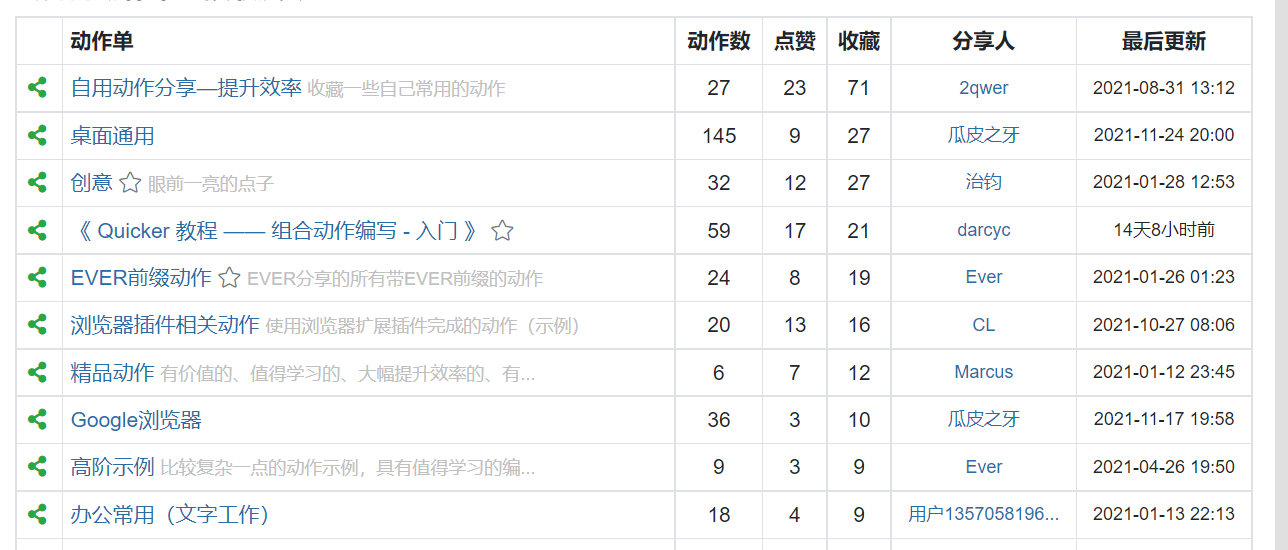 动作单 动作数 点赞 收藏 分享人 最后更新
自用动作分享—提升效率 收藏一些自己常用的动作 27 23 71 2qwer 2021-08-31 13:12
桌面通用 145 9 27 瓜皮之牙 2021-11-24 20:00
创意 眼前一亮的点子 32 12 27 治钧 2021-01-28 12:53
《 Quicker 教程 —— 组合动作编写 - 入门 》 59 17 21 darcyc 14天8小时前
EVER前缀动作 EVER分享的所有带EVER前缀的动作 24 8 19 Ever 2021-01-26 01:23
浏览器插件相关动作 使用浏览器扩展插件完成的动作（示例） 20 13 16 CL 2021-10-27 08:06
精品动作 有价值的、值得学习的、大幅提升效率的、有... 6 7 12 Marcus 2021-01-12 23:45
Google浏览器 36 3 10 瓜皮之牙 2021-11-17 19:58
高阶示例 比较复杂一点的动作示例，具有值得学习的编... 9 3 9 Ever 2021-04-26 19:50
办公常用（文字工作） 18 4 9 用户1357058196... 2021-01-13 22:13